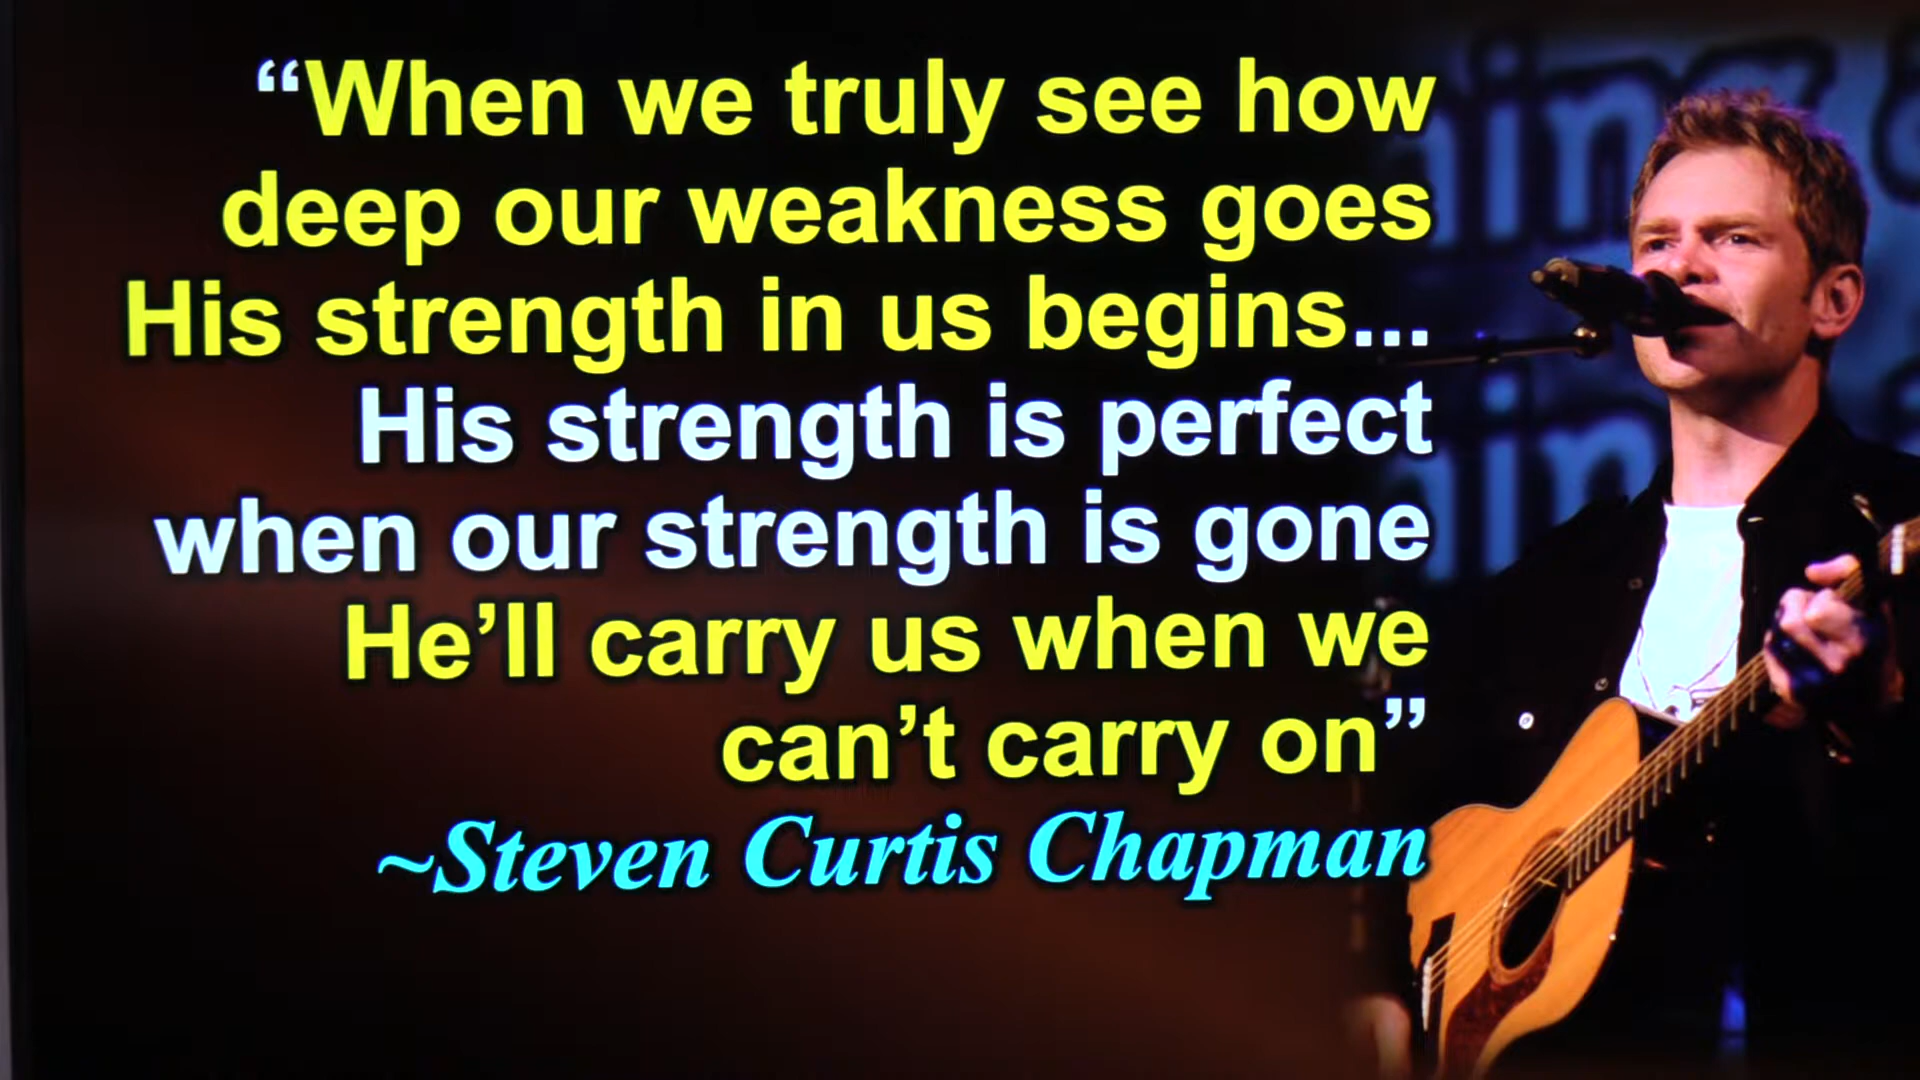 “When we truly see how
deep our weakness goes
His strength in us begins...
His strength is perfect
when our strength is gone
He’ll carry us when we
can’t carry on”
~Steven Curtis Chapman